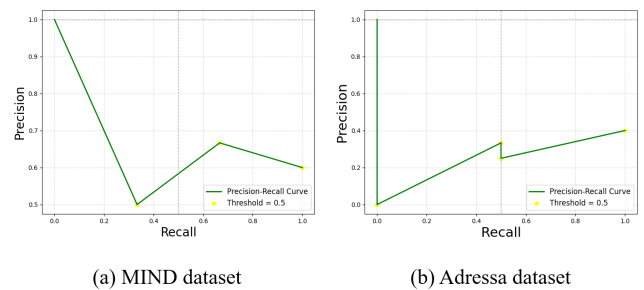 1.0
0.9
0.8
0.7
0.6
0.5
Precision
0.0 0.2 0.4 0.6 0.8 1.0
Recall
Precision-Recall Curve
Threshold = 0.5
(a) MIND dataset
1.0
0.8
0.6
0.4
0.2
0.0
Precision
0.0 0.2 0.4 0.6 0.8 1.0
Recall
Precision-Recall Curve
Threshold = 0.5
(b) Adressa dataset